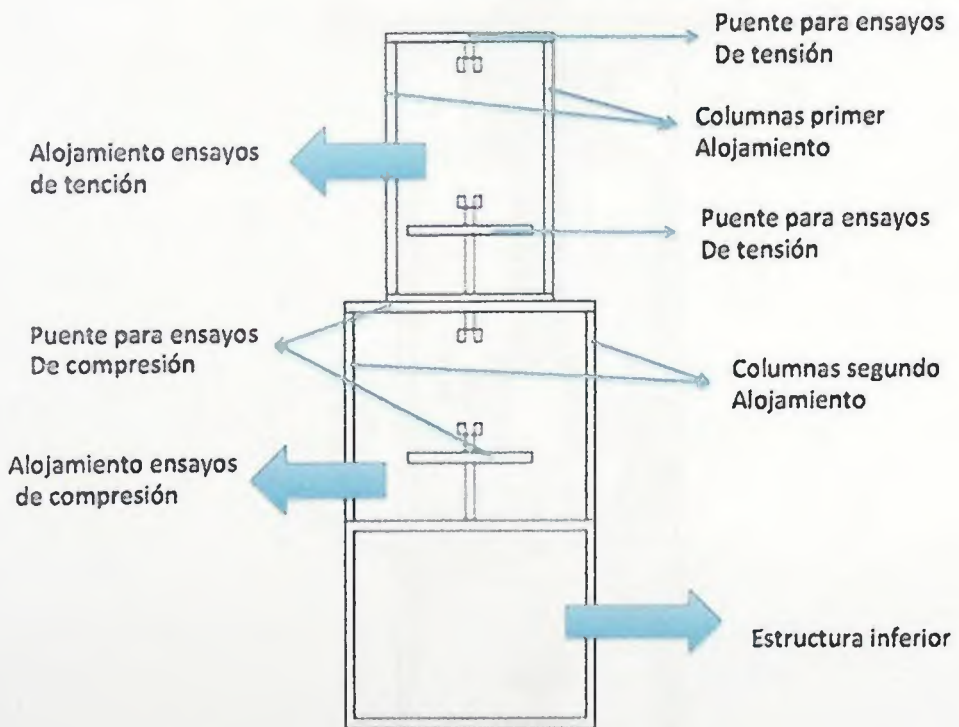 Puente para ensayos
De tensión
Columnas primer
Alojamiento
Alojamiento ensayos
de tención
Puente para ensayos
De tensión
Puente para ensayos
De compresión
Columnas segundo
Alojamiento
Alojamiento ensayos
de compresión
Estructura inferior